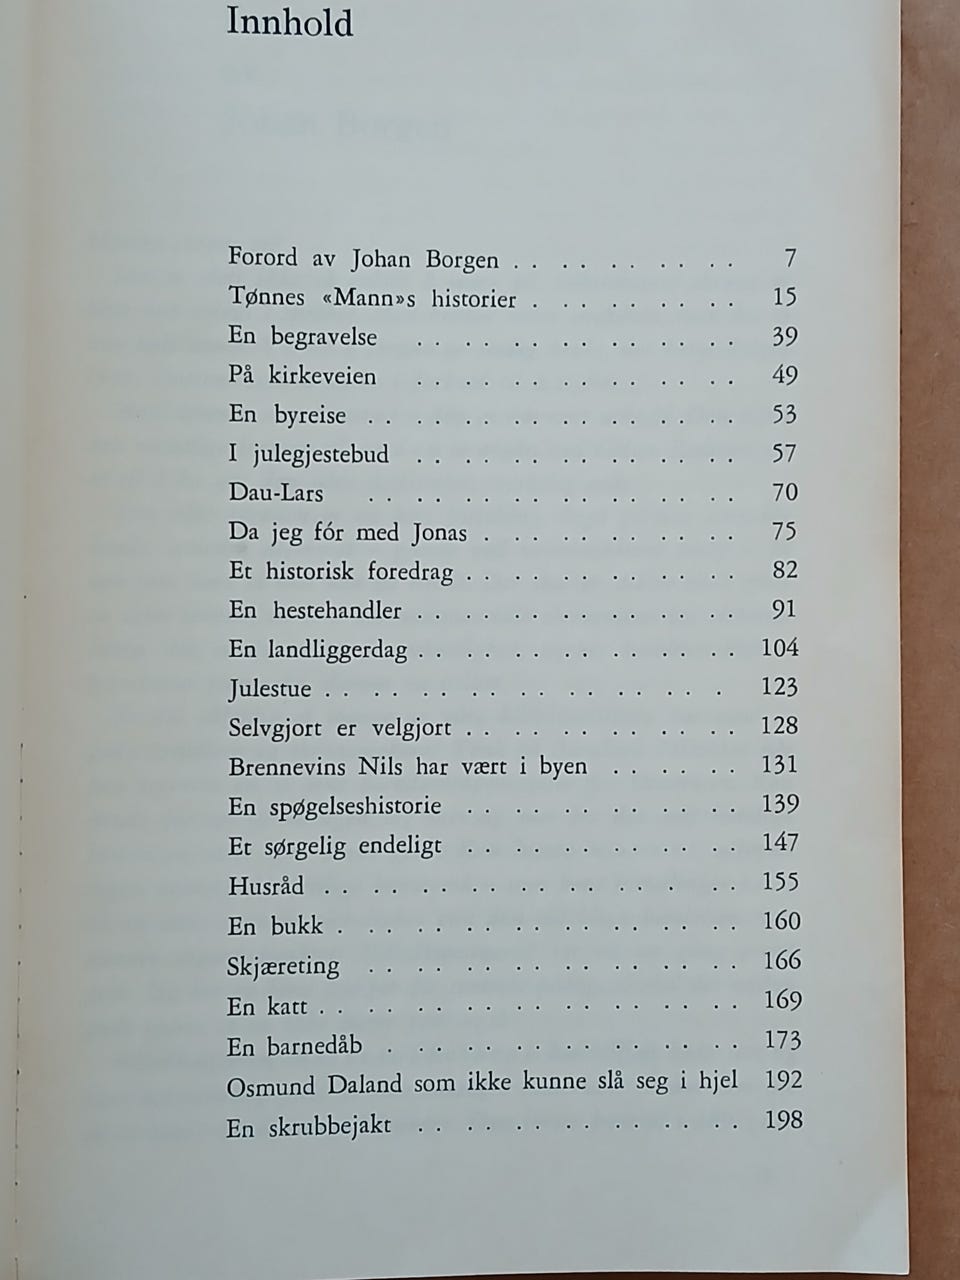 Innhold
Forord av Johan Borgen . . . . . . . . . . 7
Tønnes «Mann»s historier . . . . . . . . . 15
En begravelse . . . . . . . . . . . . . . 39
På kirkeveien . . . . . . . . . . . . . . 49
En byreise . . . . . . . . . . . . . . . . 53
I julegjestebud . . . . . . . . . . . . . . 57
Dau-Lars . . . . . . . . . . . . . . . . 70
Da jeg fór med Jonas . . . . . . . . . . . 75
Et historisk foredrag . . . . . . . . . . . . 82
En hestehandler . . . . . . . . . . . . . . 91
En landliggerdag . . . . . . . . . . . . . . 104
Julestue . . . . . . . . . . . . . . . . . 123
Selvgjort er velgjort . . . . . . . . . . . . 128
Brennevins Nils har vært i byen . . . . . . 131
En spøgelseshistorie . . . . . . . . . . . . 139
Et sørgelig endeligt . . . . . . . . . . . . 147
Husråd . . . . . . . . . . . . . . . . . . 155
En bukk . . . . . . . . . . . . . . . . . 160
Skjæreting . . . . . . . . . . . . . . . . 166
En katt . . . . . . . . . . . . . . . . . . 169
En barnedåb . . . . . . . . . . . . . . . 173
Osmund Daland som ikke kunne slå seg i hjel 192
En skrubbejakt . . . . . . . . . . . . . . 198